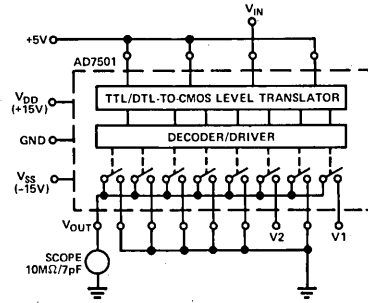 VIN
+5V
AD7501
VDD
(+15V)
TTL/DTL-TO-CMOS LEVEL TRANSLATOR
GND
DECODER/DRIVER
VSS
(-15V)
VOUT
V2
V1
SCOPE
10MΩ/7pF